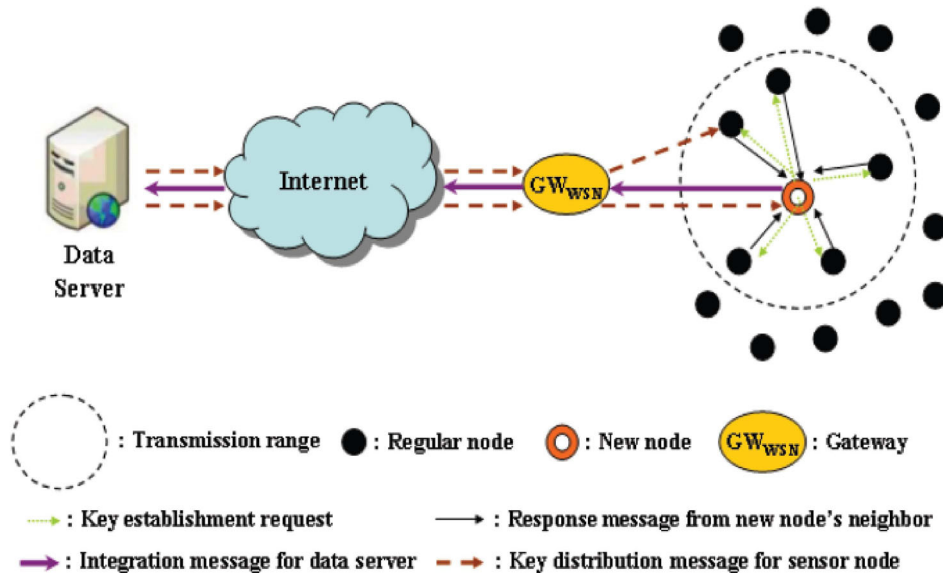 Internet
GWWSN
Data
Server
: Transmission range
: Regular node
: New node
GWWSN
: Gateway
: Key establishment request
: Response message from new node's neighbor
: Integration message for data server
: Key distribution message for sensor node